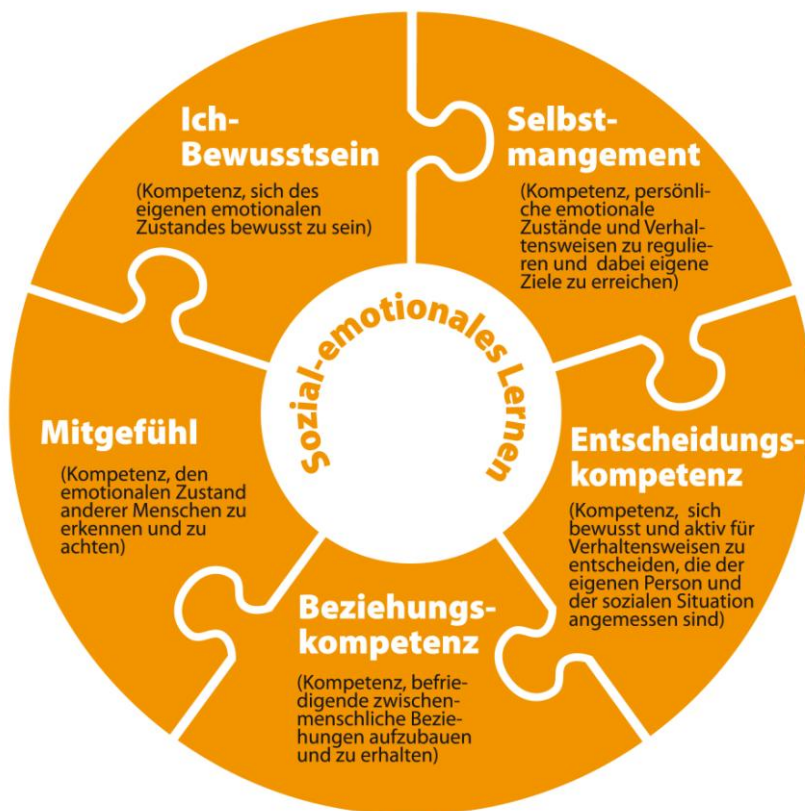 Ich-
Bewusstsein
(Kompetenz, sich des
eigenen emotionalen
Zustandes bewusst zu sein)
Selbst-
mangement
(Kompetenz, persönli-
che emotionale
Zustände und Verhal-
tensweisen zu regulie-
ren und dabei eigene
Ziele zu erreichen)
Sozial-emotionales Lernen
Mitgefühl
(Kompetenz, den
emotionalen Zustand
anderer Menschen zu
erkennen und zu
achten)
Entscheidungs-
kompetenz
(Kompetenz, sich
bewusst und aktiv für
Verhaltensweisen zu
entscheiden, die der
eigenen Person und
der sozialen Situation
angemessen sind)
Beziehungs-
kompetenz
(Kompetenz, befrie-
digende zwischen-
menschliche Bezie-
hungen aufzubauen
und zu erhalten)